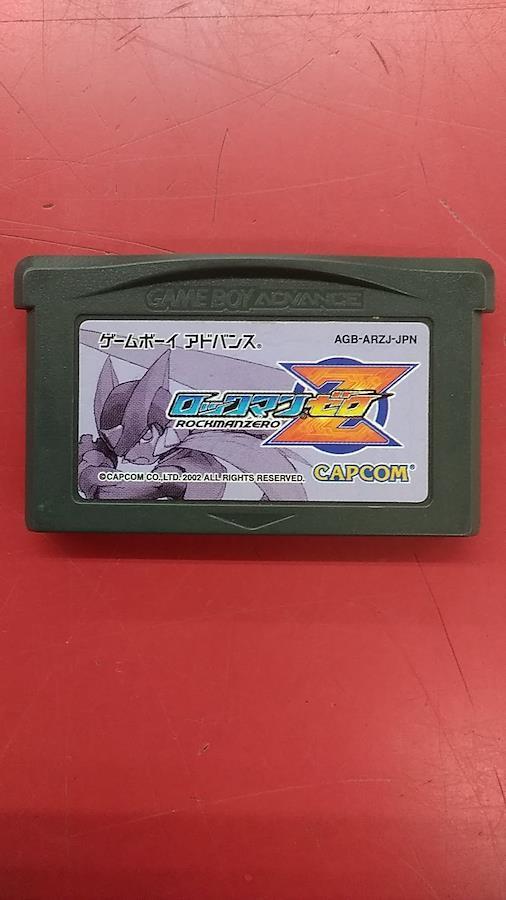 GAME BOY ADVANCE
ゲームボーイ アドバンス®
AGB-ARZJ-JPN
ロックマン ゼロ
ROCKMANZERO
Z
©CAPCOM CO.,LTD. 2002 ALL RIGHTS RESERVED.
CAPCOM®